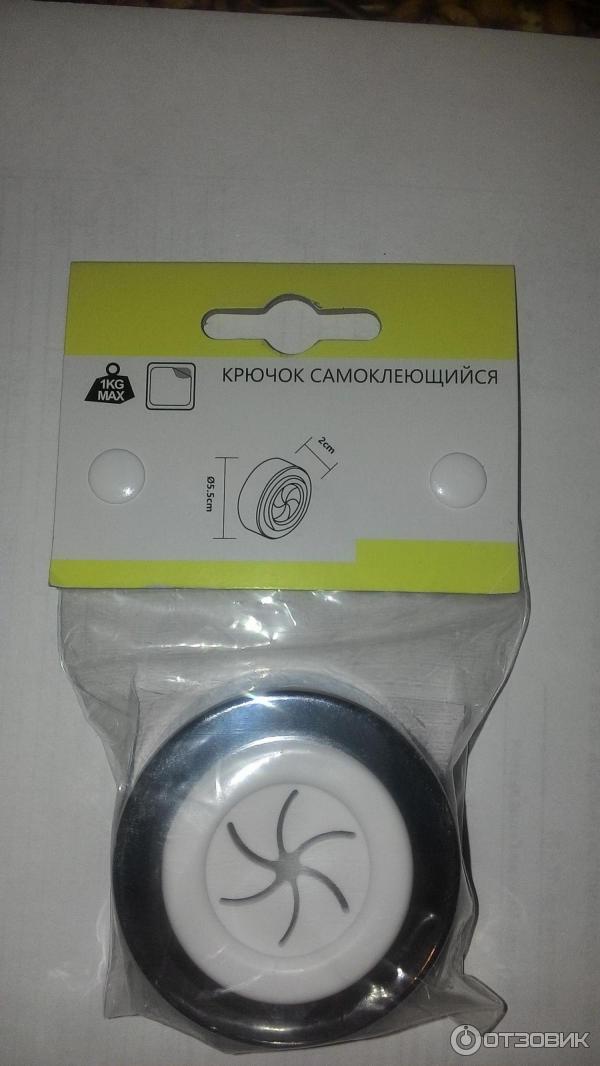 1KG
MAX
КРЮЧОК САМОКЛЕЮЩИЙСЯ
2cm
Ø5.5cm
ОТЗОВИК